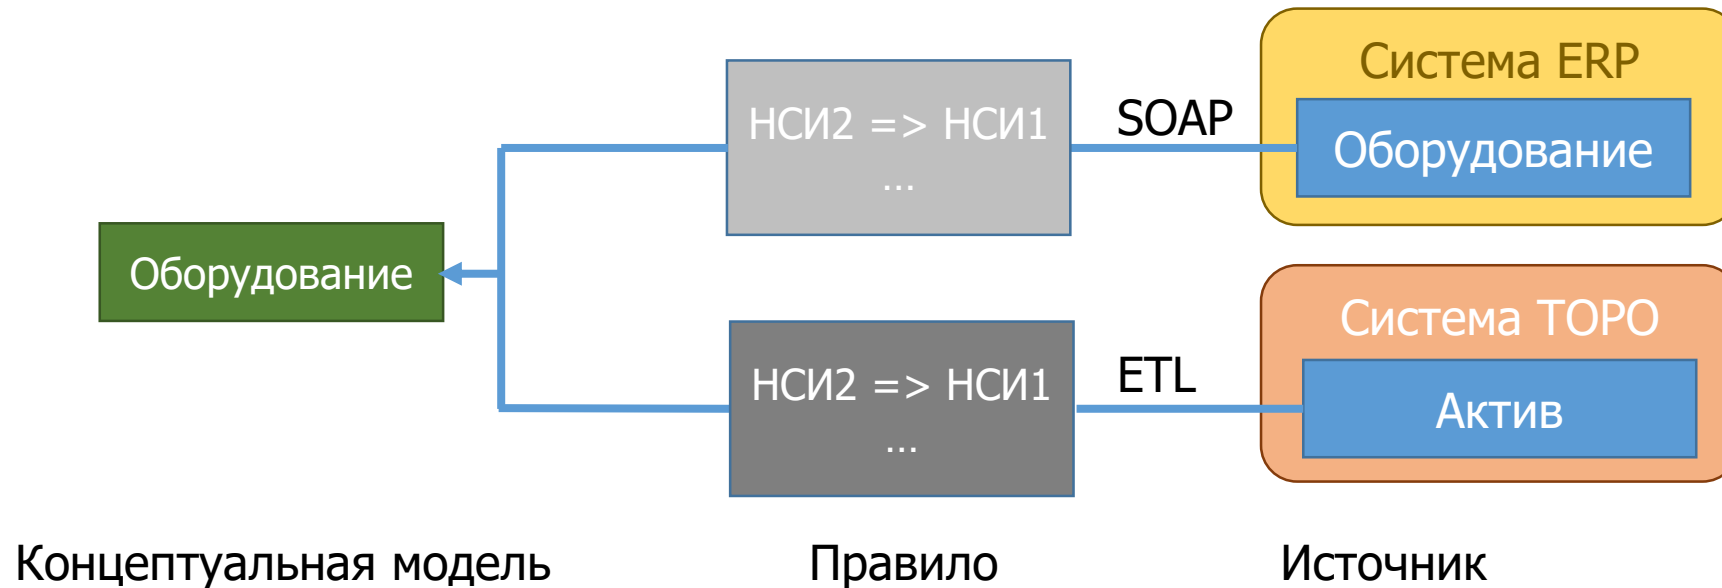 Система ERP
НСИ2 => НСИ1
...
SOAP
Оборудование
Оборудование
Система ТОРО
НСИ2 => НСИ1
...
ETL
Актив
Концептуальная модель
Правило
Источник